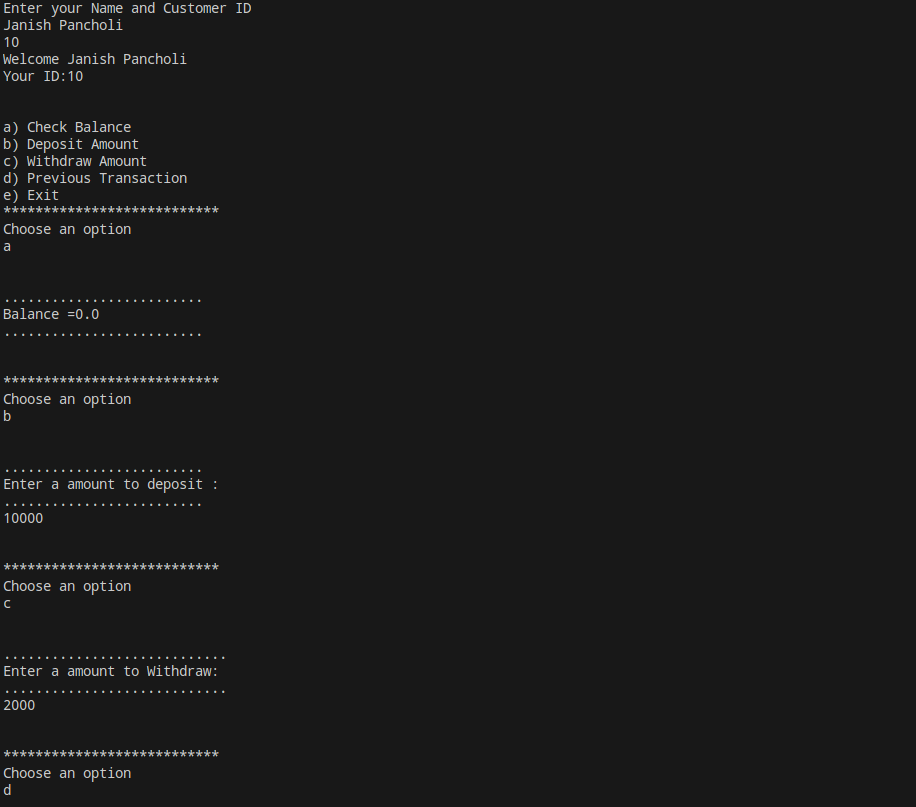 Enter your Name and Customer ID
Janish Pancholi
10
Welcome Janish Pancholi
Your ID:10
a) Check Balance
b) Deposit Amount
c) Withdraw Amount
d) Previous Transaction
e) Exit
***************************
Choose an option
a
.........................
Balance =0.0
.........................
***************************
Choose an option
b
.........................
Enter a amount to deposit :
.........................
10000
***************************
Choose an option
c
............................
Enter a amount to Withdraw:
............................
2000
***************************
Choose an option
d